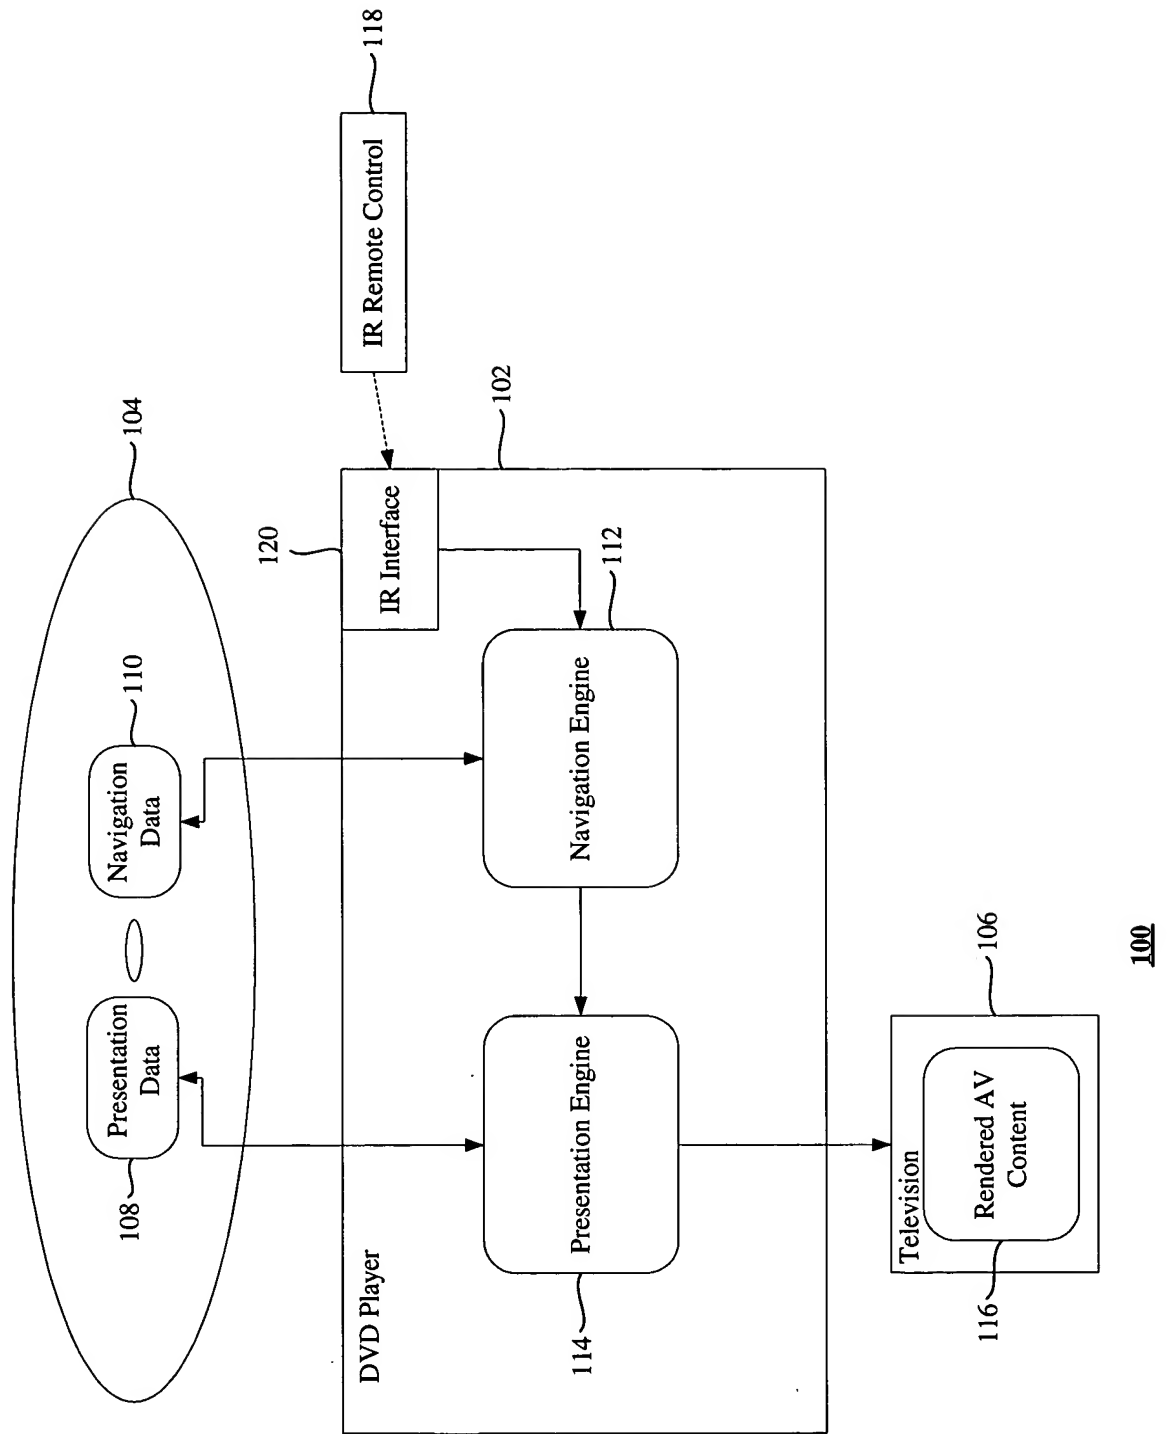 104
108
Presentation
Data
Navigation
Data
110
120
118
IR Interface
IR Remote Control
102
DVD Player
114
Presentation Engine
Navigation Engine
112
Television
116
Rendered AV
Content
106
100